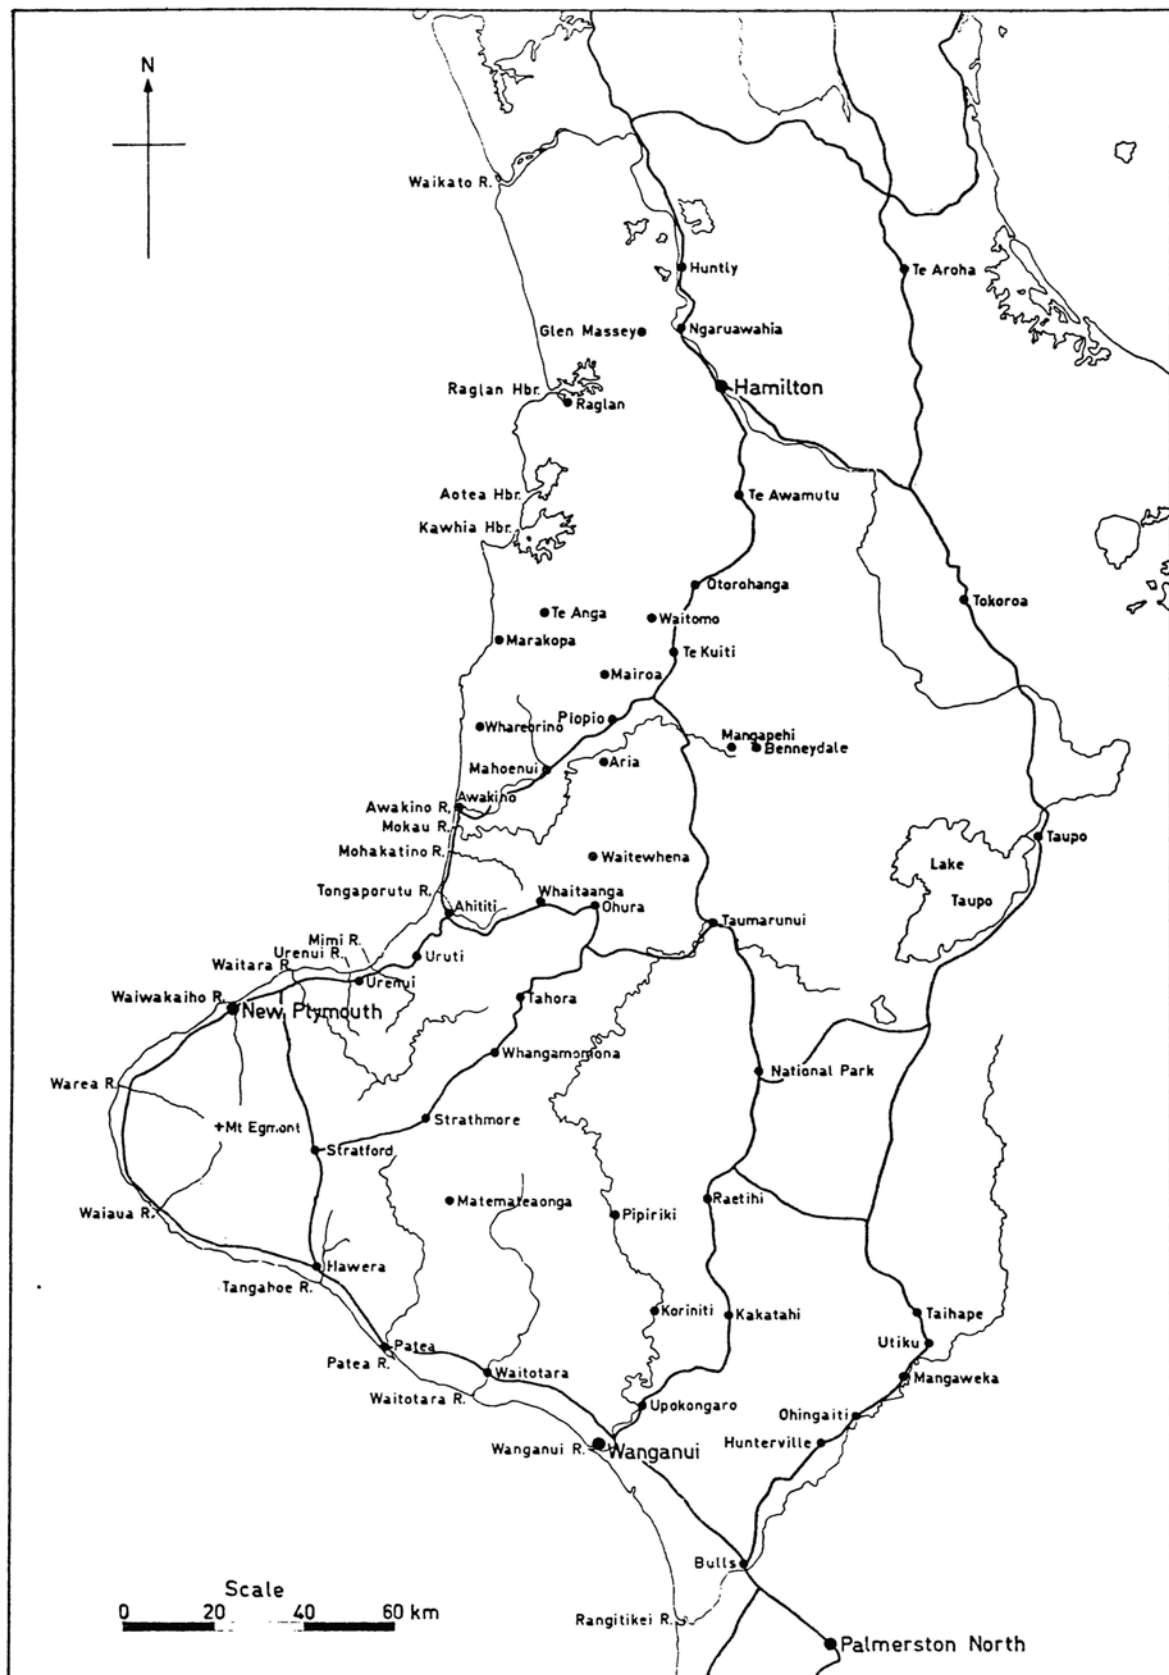 N
Waikato R.
Huntly
Te Aroha
Glen Massey
Ngaruawahia
Hamilton
Raglan Hbr.
Raglan
Aotea Hbr.
Te Awamutu
Kawhia Hbr.
Otorohanga
Tokoroa
Te Anga
Waitomo
Marakopa
Te Kuiti
Mairoa
Piopio
Whareorino
Mangapehi
Benneydale
Aria
Mahoenui
Awakino
Awakino R.
Mokau R.
Taupo
Mohakatino R.
Waitewhena
Lake
Taupo
Tongaporutu R.
Whaitaanga
Ahititi
Ohura
Taumarunui
Mimi R.
Urenui R.
Uruti
Waitara R.
Urenui
Waiwakaiho R.
New Plymouth
Tahora
Whangamomona
National Park
Warea R.
Mt Egmont
Strathmore
Stratford
Matemateaonga
Raetihi
Waiaua R.
Pipiriki
Hawera
Tangahoe R.
Koriniti
Kakatahi
Taihape
Utiku
Patea
Patea R.
Waitotara
Mangaweka
Waitotara R.
Upokongaro
Ohingaiti
Hunterville
Wanganui R.
Wanganui
Bulls
Scale
0 20 40 60 km
Rangitikei R.
Palmerston North